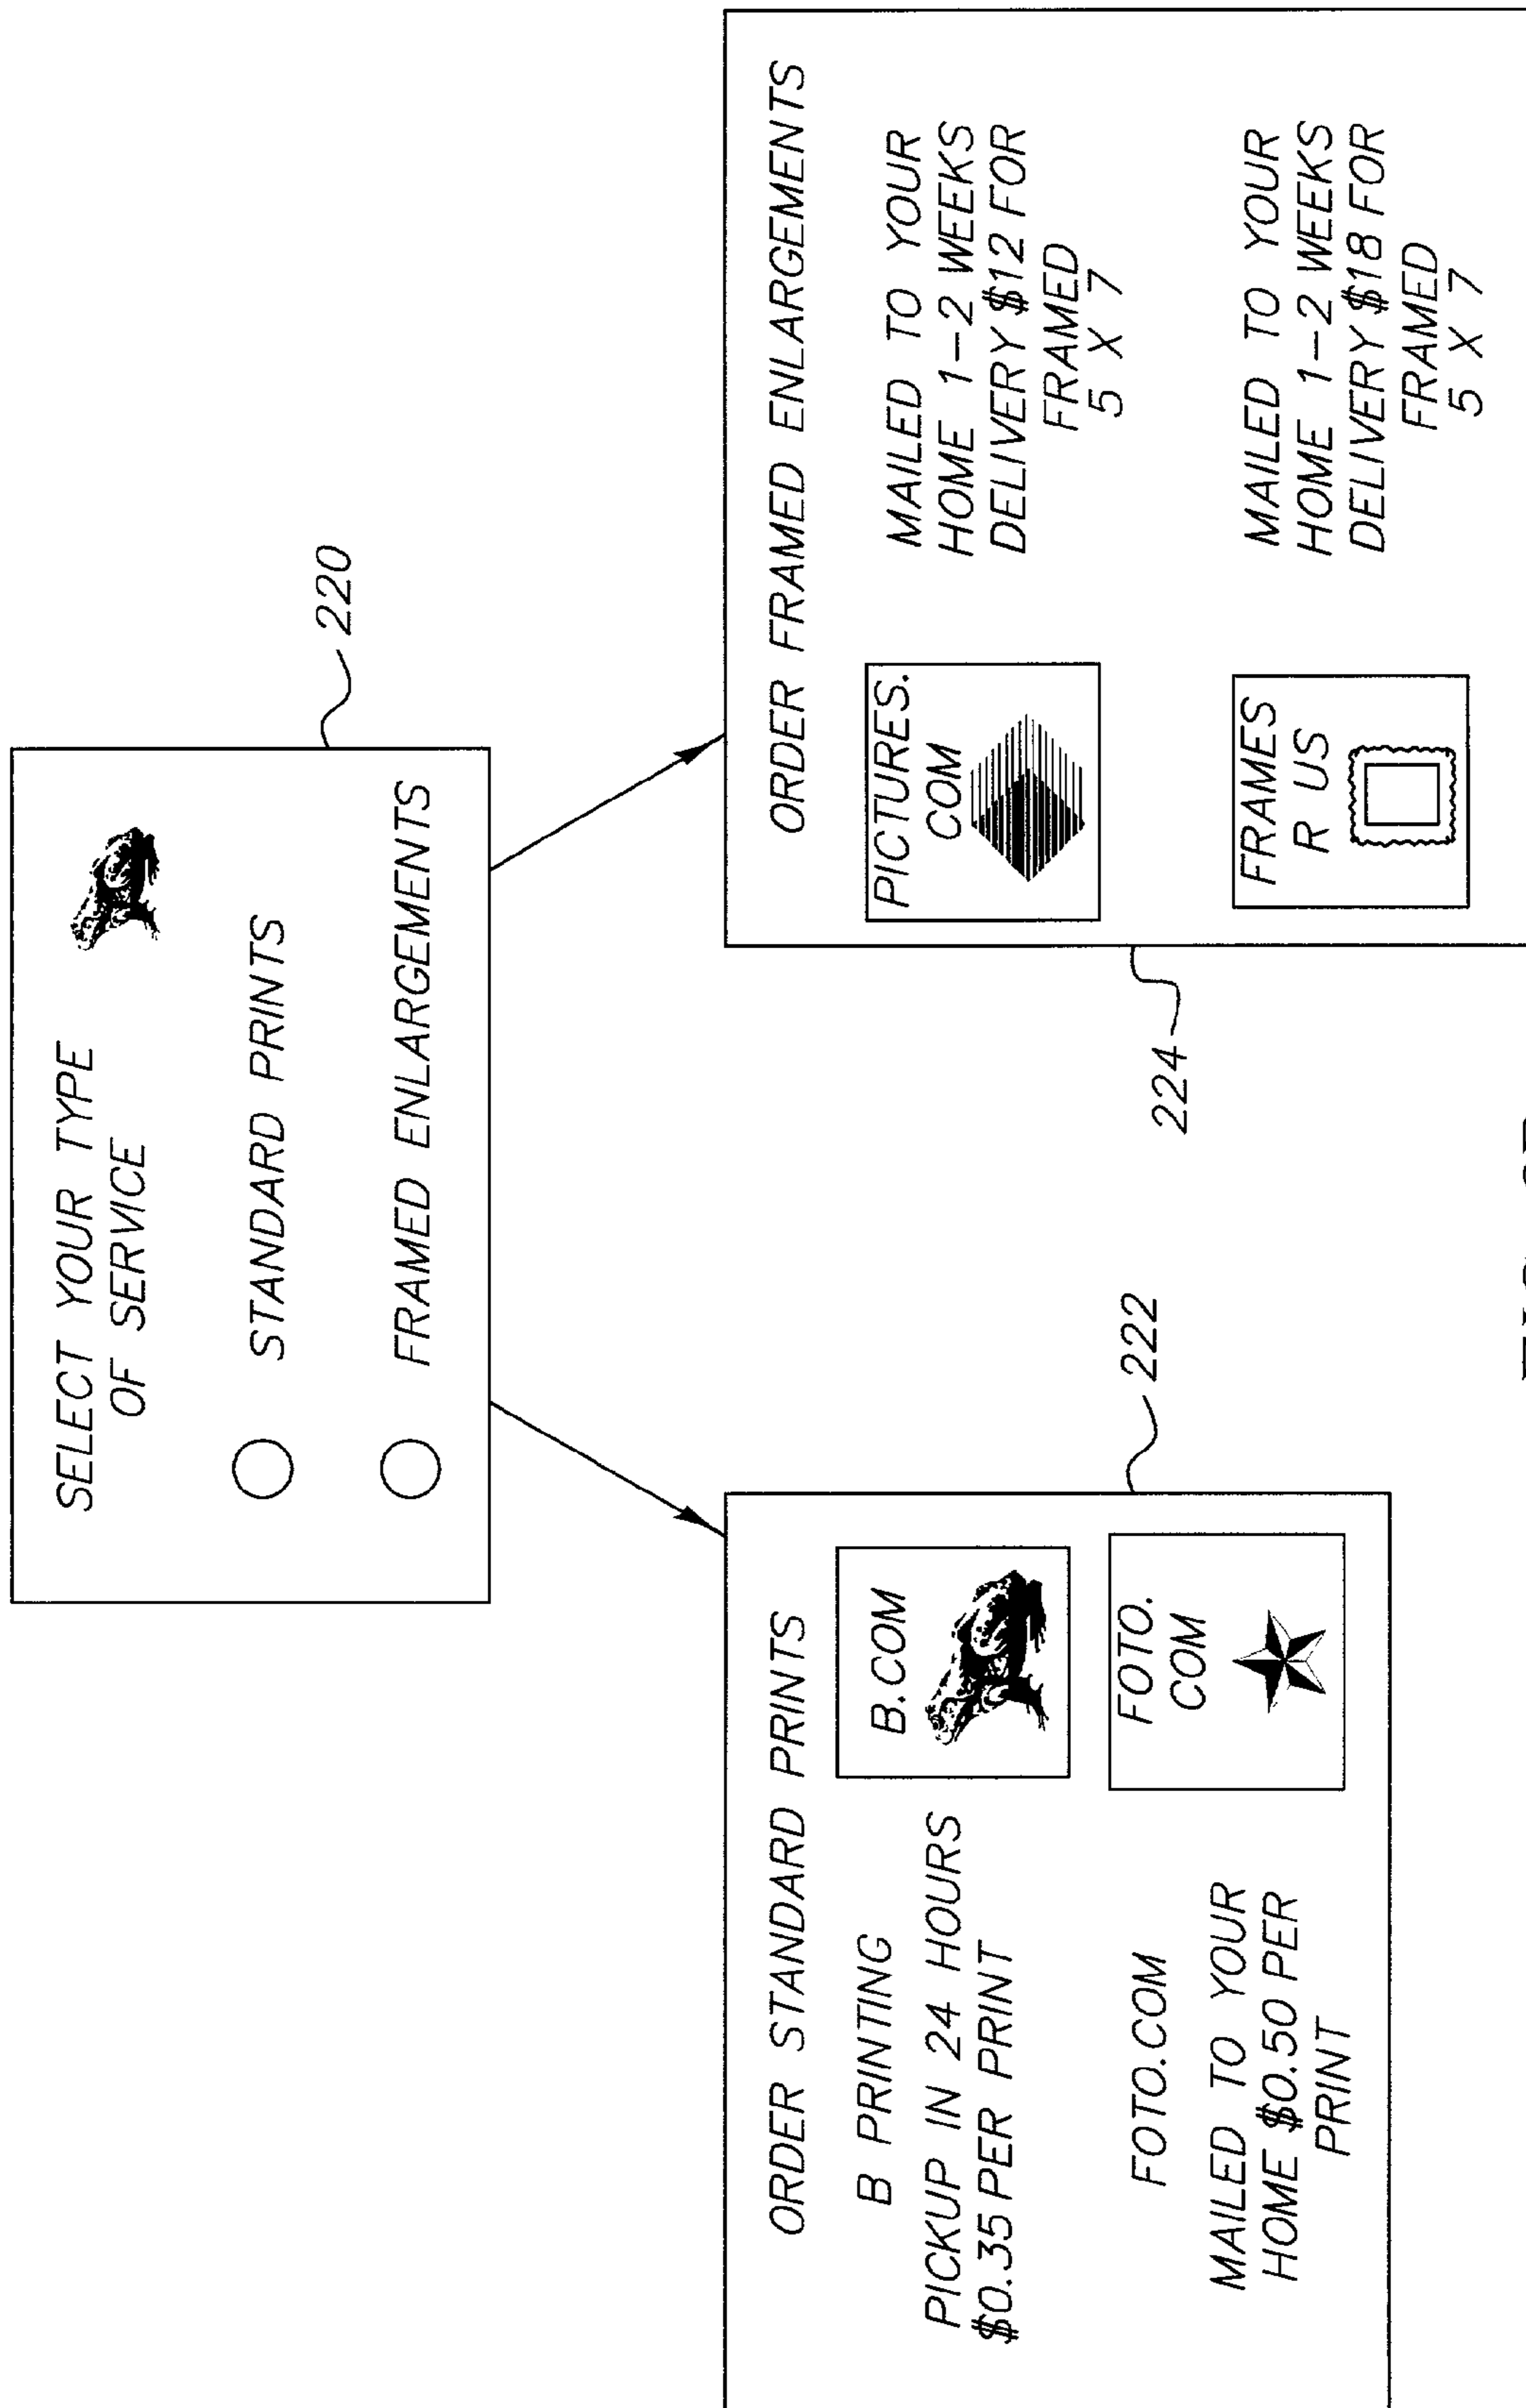 SELECT YOUR TYPE
OF SERVICE
STANDARD PRINTS
FRAMED ENLARGEMENTS
220
ORDER STANDARD PRINTS
B PRINTING
PICKUP IN 24 HOURS
$0.35 PER PRINT
B.COM
FOTO.COM
MAILED TO YOUR
HOME $0.50 PER
PRINT
FOTO.
COM
222
ORDER FRAMED ENLARGEMENTS
PICTURES.
COM
MAILED TO YOUR
HOME 1-2 WEEKS
DELIVERY $12 FOR
FRAMED
5 X 7
FRAMES
R US
MAILED TO YOUR
HOME 1-2 WEEKS
DELIVERY $18 FOR
FRAMED
5 X 7
224